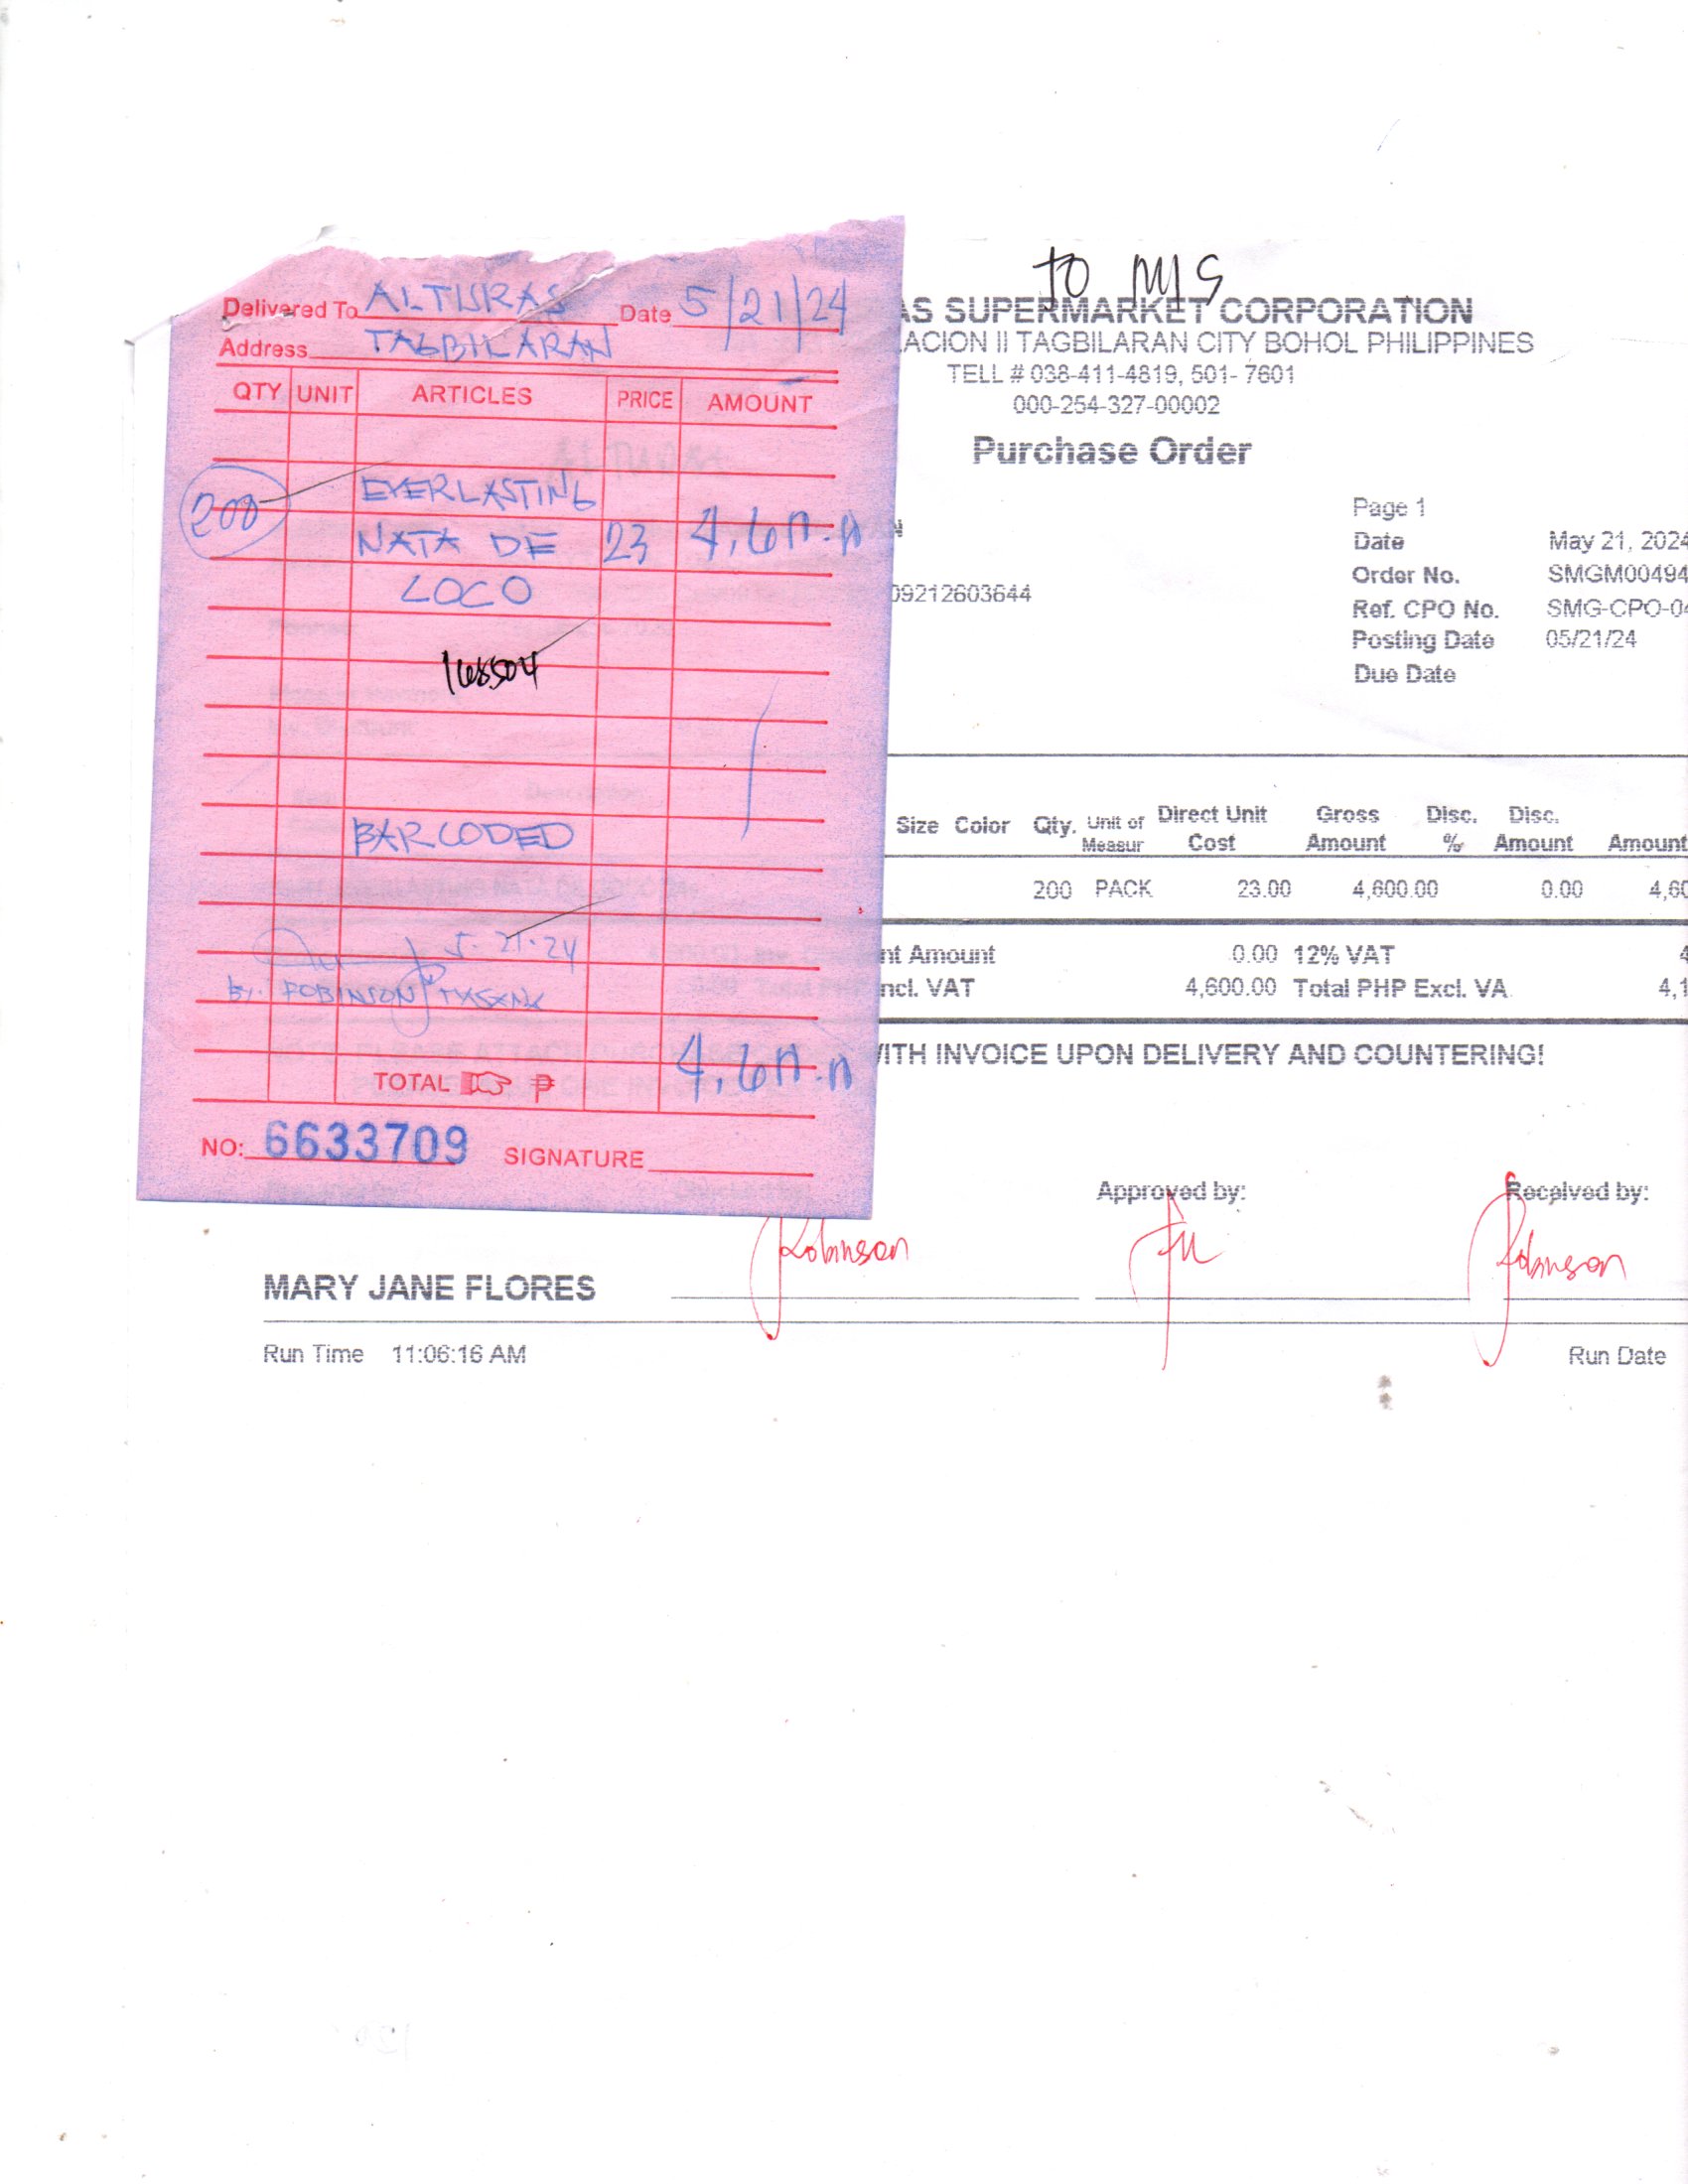 Delivered To ALTURAS Date 5/21/24
Address TAGBILARAN
QTY UNIT ARTICLES PRICE AMOUNT
200 EVERLASTING
NATA DE 23 4,600.00
COCO
168504
BARCODED
5-21-24
by: ROBINSON
TOTAL ₱ 4,600.00
NO: 6633709 SIGNATURE
to MS
AS SUPERMARKET CORPORATION
ACION II TAGBILARAN CITY BOHOL PHILIPPINES
TELL # 038-411-4819, 501- 7601
000-254-327-00002
Purchase Order
Page 1
N
Date May 21, 2024
Order No. SMGM00494
09212603644
Ref. CPO No. SMG-CPO-04
Posting Date 05/21/24
Due Date
Size Color Qty. Unit of Measur Direct Unit Cost Gross Amount Disc. % Disc. Amount Amount
200 PACK 23.00 4,600.00 0.00 4,60
nt Amount 0.00 12% VAT 4
ncl. VAT 4,600.00 Total PHP Excl. VA 4,1
WITH INVOICE UPON DELIVERY AND COUNTERING!
Approved by: Received by:
Robinson Robinson
MARY JANE FLORES
Run Time 11:06:16 AM Run Date